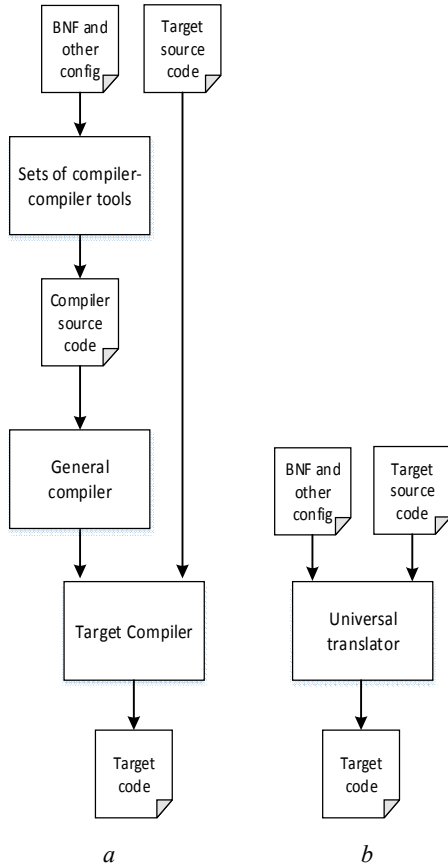 BNF and
other
config
Target
source
code
Sets of compiler-
compiler tools
Compiler
source
code
General
compiler
BNF and
other
config
Target
source
code
Target Compiler
Universal
translator
Target
code
Target
code
a
b